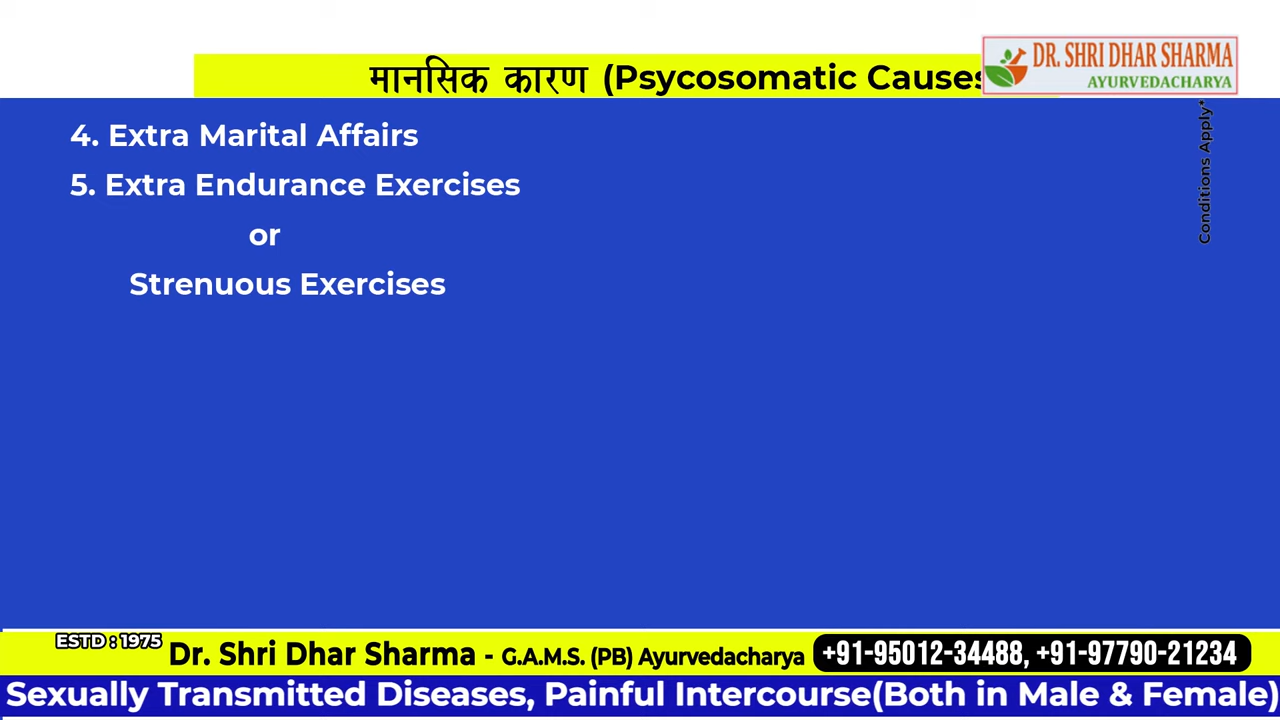 मानसिक कारण (Psycosomatic Causes
DR. SHRI DHAR SHARMA
AYURVEDACHARYA
Conditions Apply*
4. Extra Marital Affairs
5. Extra Endurance Exercises
or
Strenuous Exercises
ESTD : 1975
Dr. Shri Dhar Sharma - G.A.M.S. (PB) Ayurvedacharya
+91-95012-34488, +91-97790-21234
Sexually Transmitted Diseases, Painful Intercourse(Both in Male & Female)